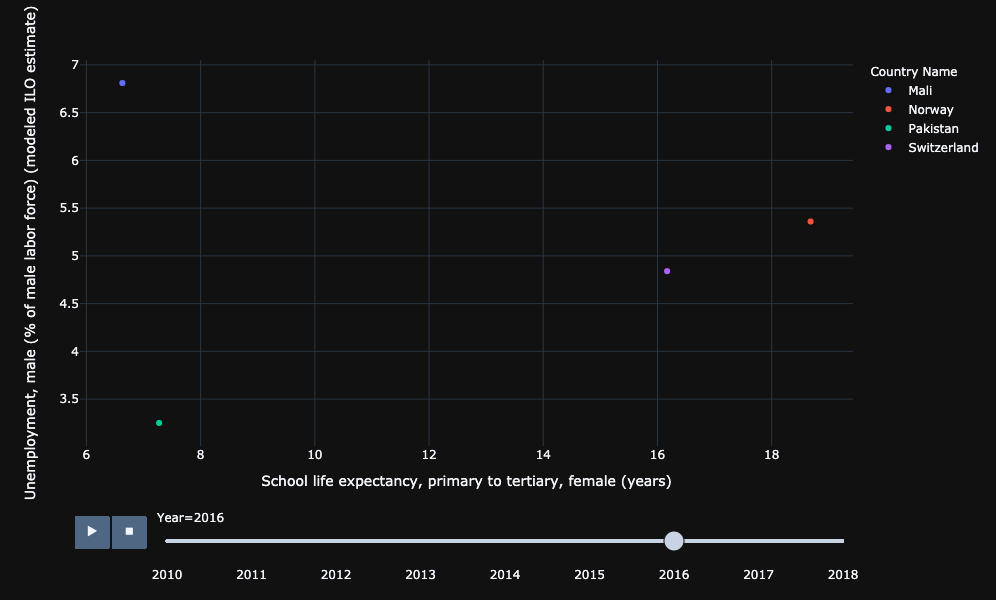 Unemployment, male (% of male labor force) (modeled ILO estimate)
7
6.5
6
5.5
5
4.5
4
3.5
6 8 10 12 14 16 18
School life expectancy, primary to tertiary, female (years)
Country Name
Mali
Norway
Pakistan
Switzerland
Year=2016
2010 2011 2012 2013 2014 2015 2016 2017 2018